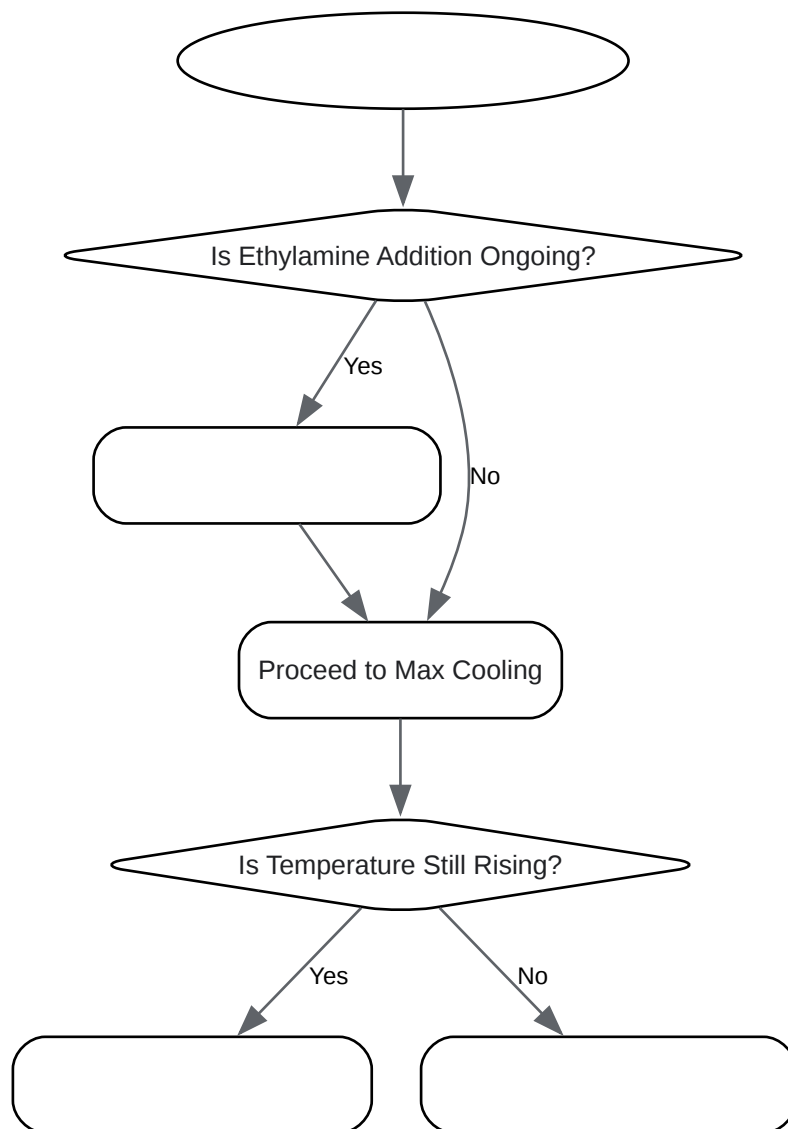 Is Ethylamine Addition Ongoing?
Yes
No
Proceed to Max Cooling
Is Temperature Still Rising?
Yes
No